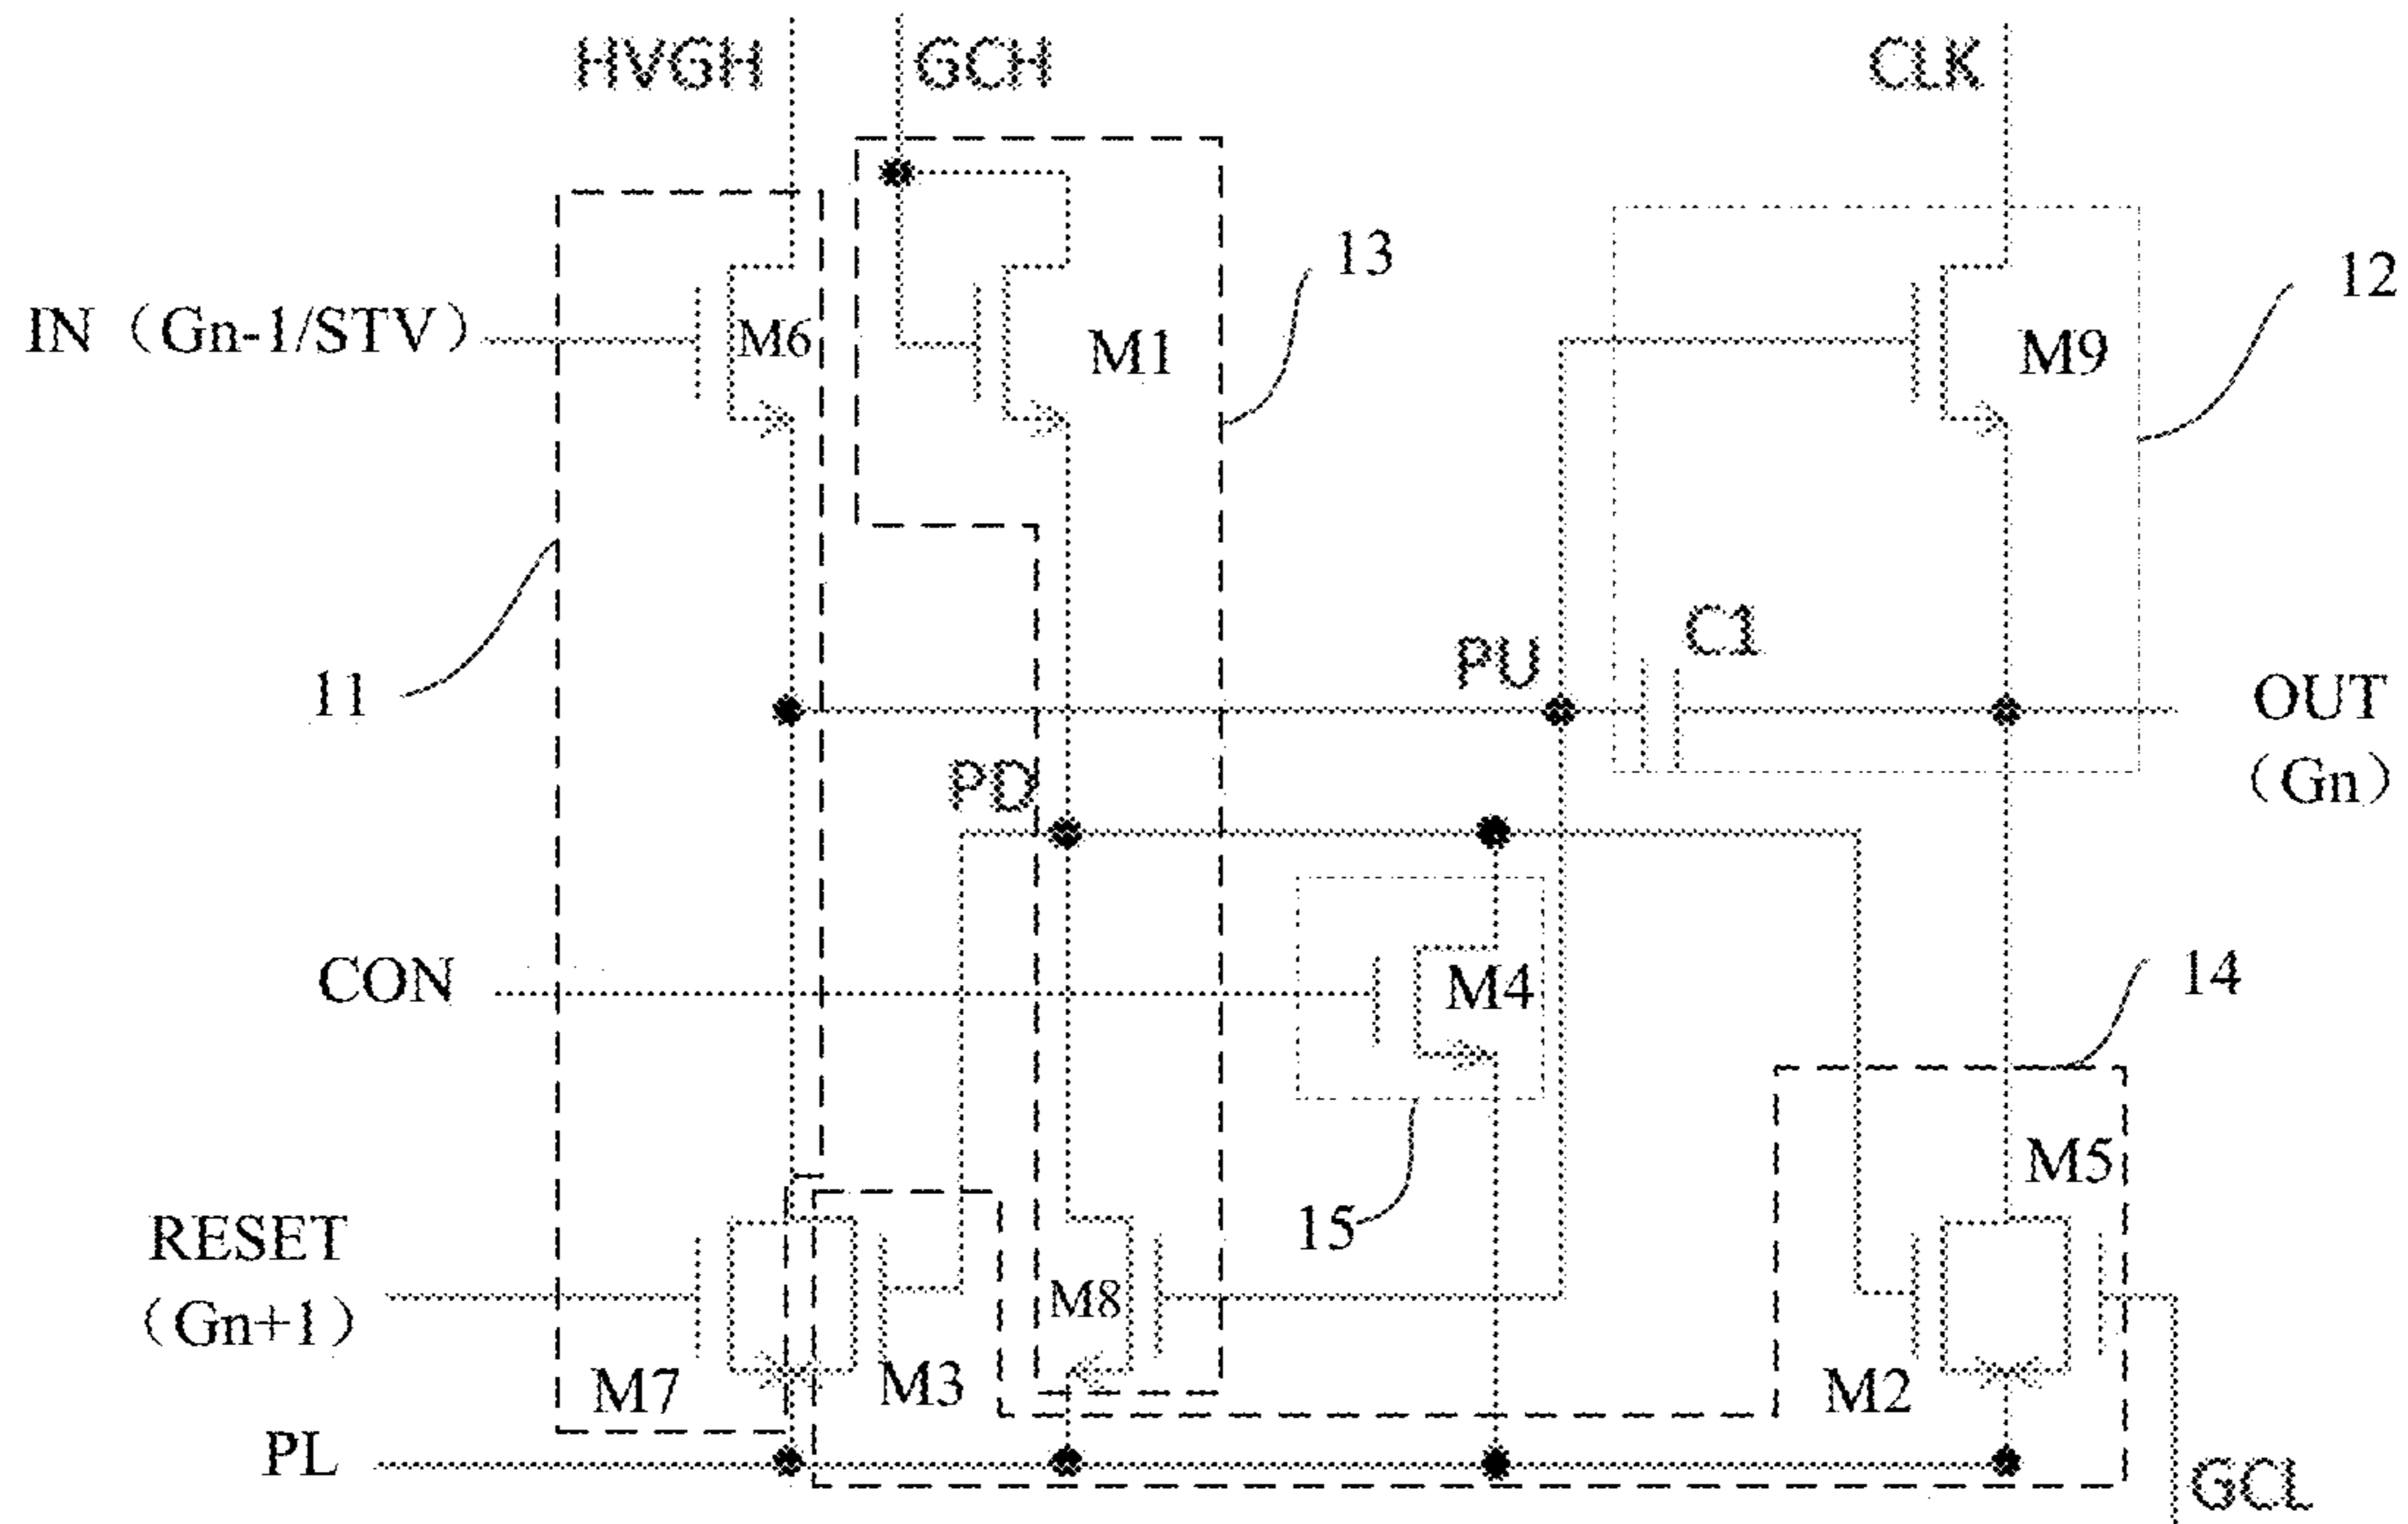 HVGH
GCH
CLK
13
12
IN（Gn-1/STV）
M6
M1
M9
C1
PU
11
OUT
（Gn）
PD
CON
M4
14
M5
15
RESET
（Gn+1）
M8
M7
M3
M2
PL
GCL